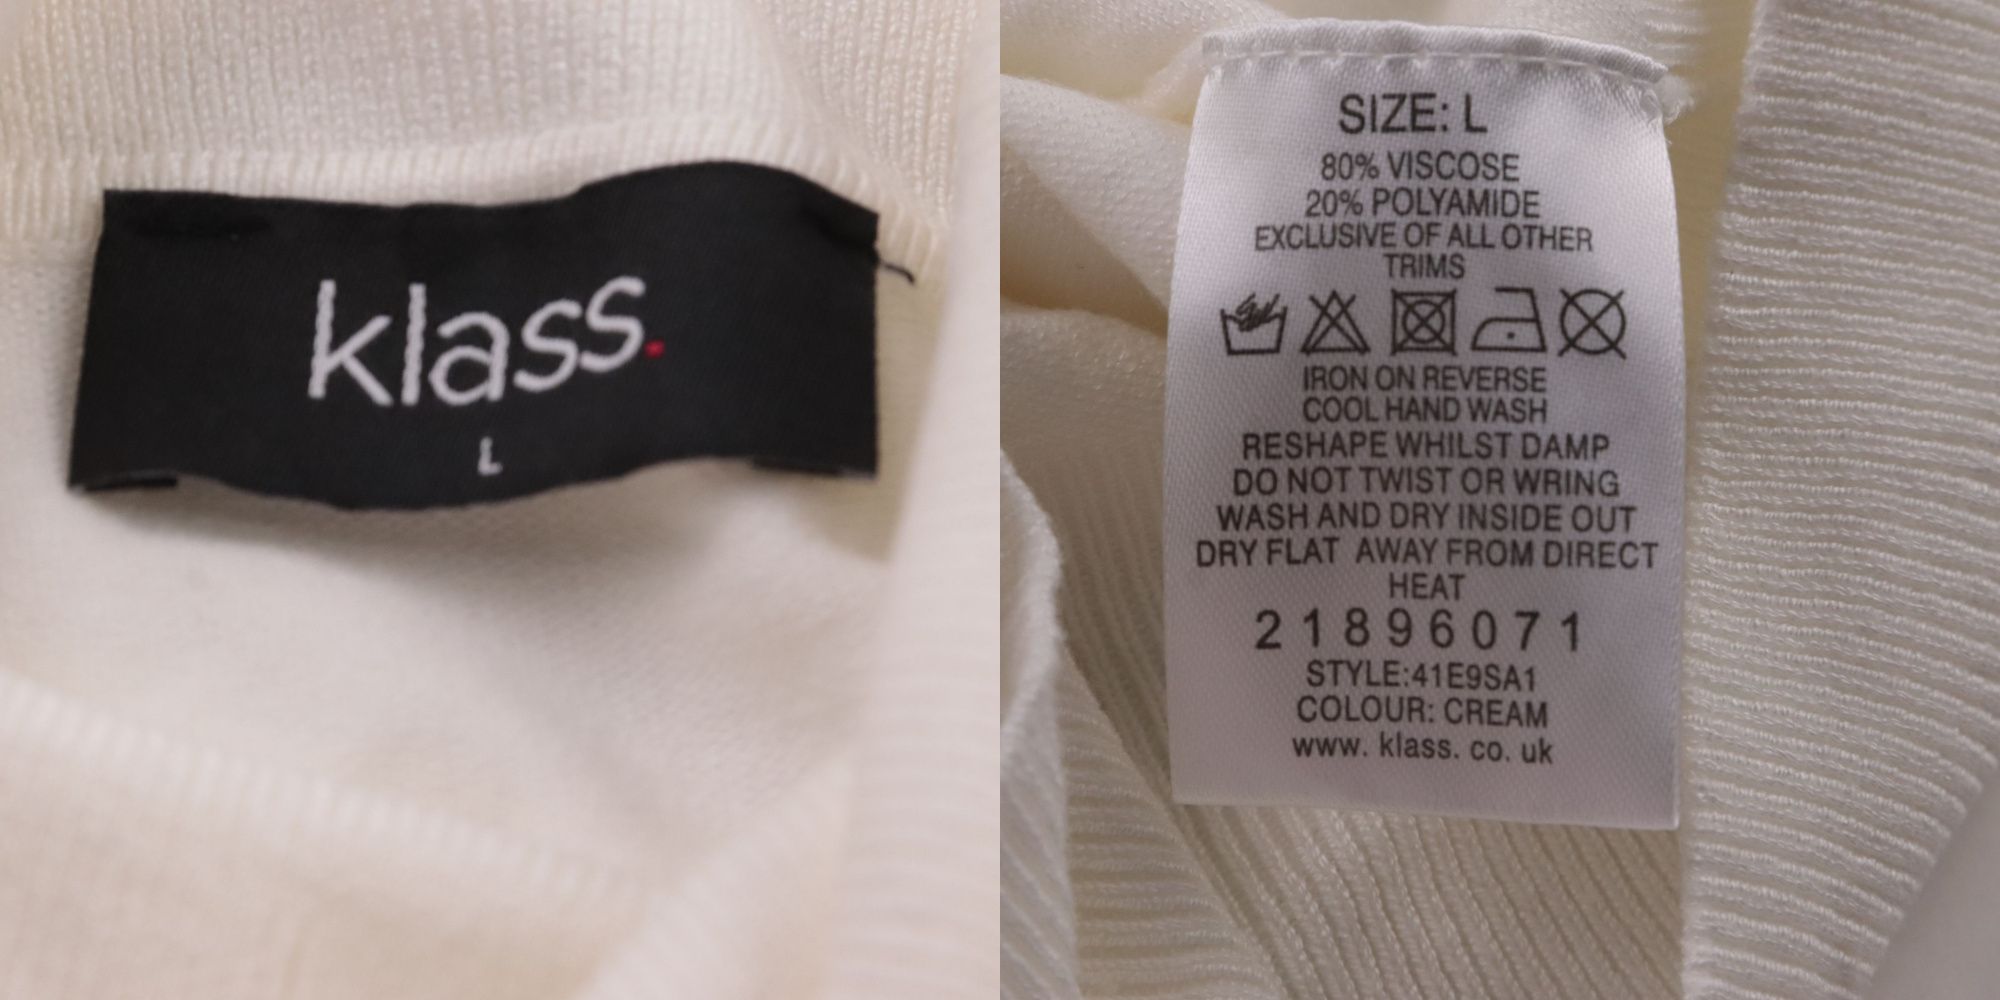 klass.
L
SIZE: L
80% VISCOSE
20% POLYAMIDE
EXCLUSIVE OF ALL OTHER
TRIMS
IRON ON REVERSE
COOL HAND WASH
RESHAPE WHILST DAMP
DO NOT TWIST OR WRING
WASH AND DRY INSIDE OUT
DRY FLAT AWAY FROM DIRECT
HEAT
21896071
STYLE:41E9SA1
COLOUR: CREAM
www. klass. co. uk